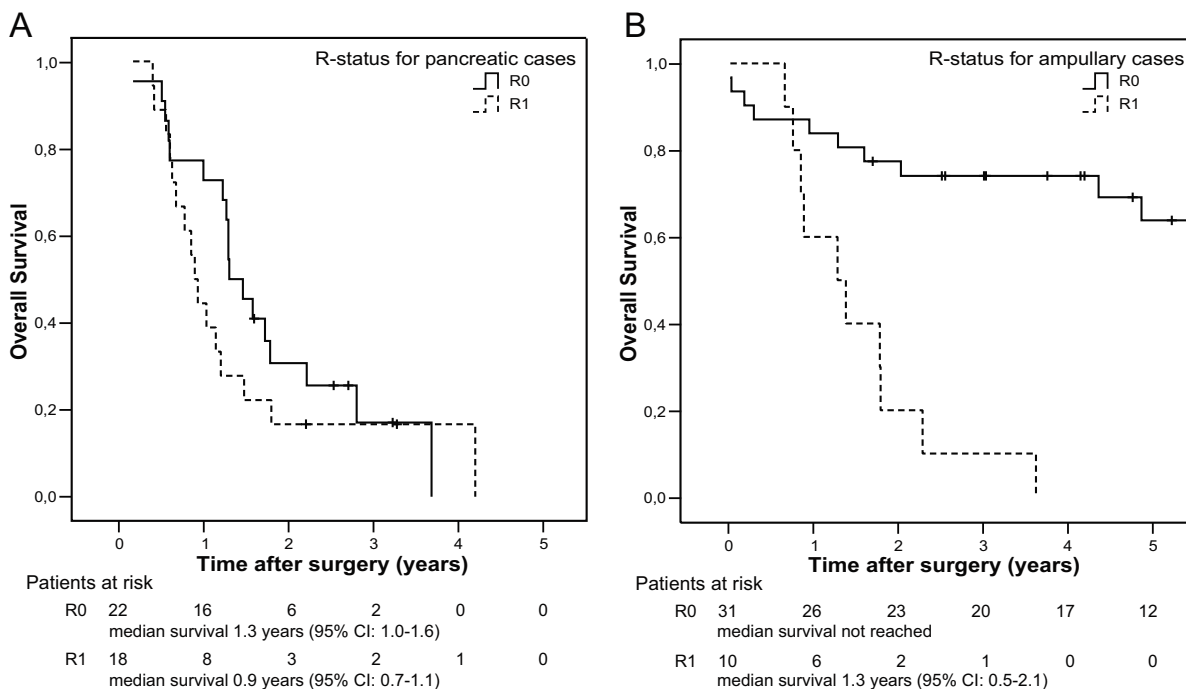 A
R-status for pancreatic cases
R0
R1
1,0
0,8
0,6
0,4
0,2
0,0
Overall Survival
0 1 2 3 4 5
Time after surgery (years)
Patients at risk
R0 22 16 6 2 0 0
median survival 1.3 years (95% CI: 1.0-1.6)
R1 18 8 3 2 1 0
median survival 0.9 years (95% CI: 0.7-1.1)
B
R-status for ampullary cases
R0
R1
1,0
0,8
0,6
0,4
0,2
0,0
Overall Survival
0 1 2 3 4 5
Time after surgery (years)
Patients at risk
R0 31 26 23 20 17 12
median survival not reached
R1 10 6 2 1 0 0
median survival 1.3 years (95% CI: 0.5-2.1)